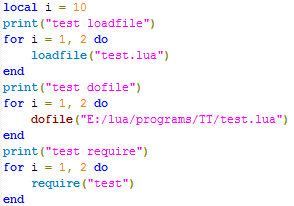 local i = 10
print("test loadfile")
for i = 1, 2 do
    loadfile("test.lua")
end
print("test dofile")
for i = 1, 2 do
    dofile("E:/lua/programs/TT/test.lua")
end
print("test require")
for i = 1, 2 do
    require("test")
end